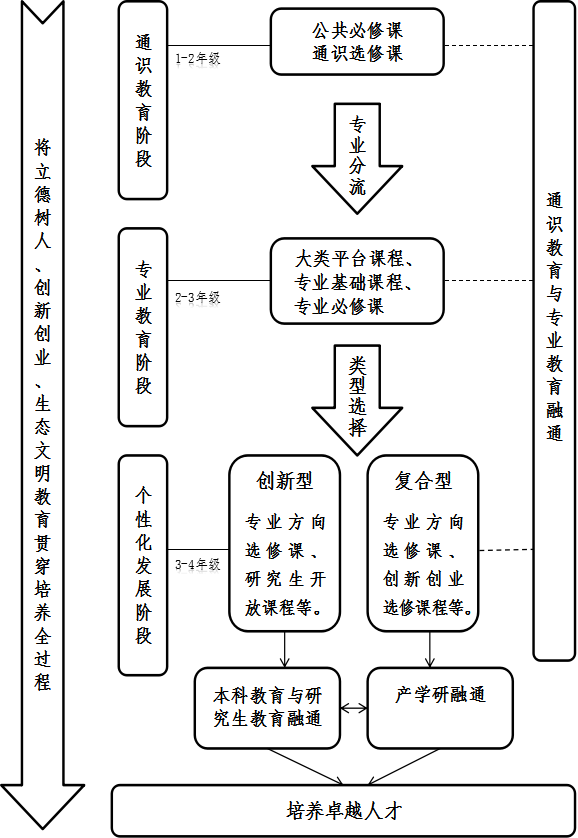 将立德树人、创新创业、生态文明教育贯穿培养全过程
通识教育阶段
1-2年级
公共必修课
通识选修课
专业分流
专业教育阶段
2-3年级
大类平台课程、
专业基础课程、
专业必修课
类型选择
个性化发展阶段
3-4年级
创新型
专业方向
选修课、
研究生开
放课程等。
复合型
专业方向
选修课、
创新创业
选修课程等。
通识教育与专业教育融通
本科教育与研
究生教育融通
产学研融通
培养卓越人才